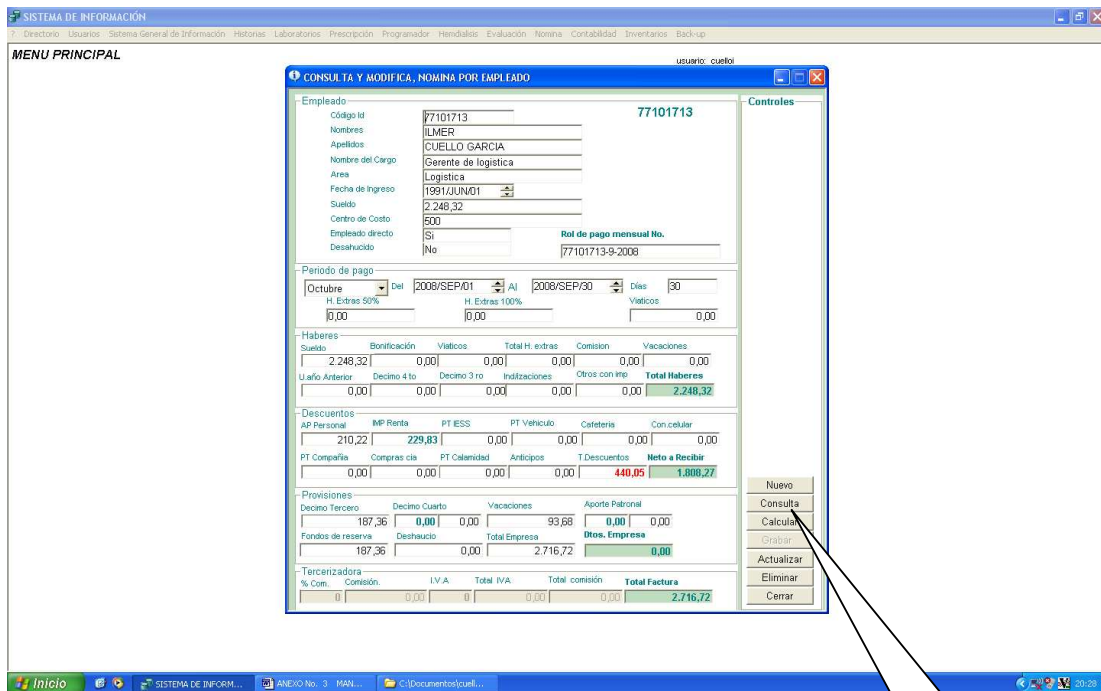 SISTEMA DE INFORMACIÓN
? Directorio Usuarios Sistema General de Información Historias Laboratorios Prescripción Programador Hemdialisis Evaluación Nomina Contabilidad Inventarios Back-up
MENU PRINCIPAL
usuario: cuelloi
CONSULTA Y MODIFICA, NOMINA POR EMPLEADO
Empleado
Controles
Código Id 77101713 77101713
Nombres ILMER
Apellidos CUELLO GARCIA
Nombre del Cargo Gerente de logistica
Area Logistica
Fecha de Ingreso 1991/JUN/01
Sueldo 2.248,32
Centro de Costo 500
Empleado directo Si Rol de pago mensual No.
Desahucido No 77101713-9-2008
Periodo de pago
Octubre Del 2008/SEP/01 Al 2008/SEP/30 Días 30
H. Extras 50% H. Extras 100% Viaticos
0,00 0,00 0,00
Haberes
Sueldo Bonificación Viaticos Total H. extras Comision Vacaciones
2.248,32 0,00 0,00 0,00 0,00 0,00
U.año Anterior Decimo 4 to Decimo 3 ro Indlzaciones Otros con imp Total Haberes
0,00 0,00 0,00 0,00 0,00 2.248,32
Descuentos
AP Personal IMP Renta PT IESS PT Vehiculo Cafeteria Con.celular
210,22 229,83 0,00 0,00 0,00 0,00
PT Compañia Compras cia PT Calamidad Anticipos T.Descuentos Neto a Recibir
0,00 0,00 0,00 0,00 440,05 1.808,27
Provisiones
Decimo Tercero Decimo Cuarto Vacaciones Aporte Patronal
187,36 0,00 0,00 93,68 0,00 0,00
Fondos de reserva Deshaucio Total Empresa Dtos. Empresa
187,36 0,00 2.716,72 0,00
Tercerizadora
% Com. Comisión. I.V.A Total IVA Total comisión Total Factura
0 0,00 0 0,00 0,00 2.716,72
Nuevo
Consulta
Calcular
Grabar
Actualizar
Eliminar
Cerrar
Inicio SISTEMA DE INFORM... ANEXO No. 3 MAN... C:\Documentos\cuell... 20:28